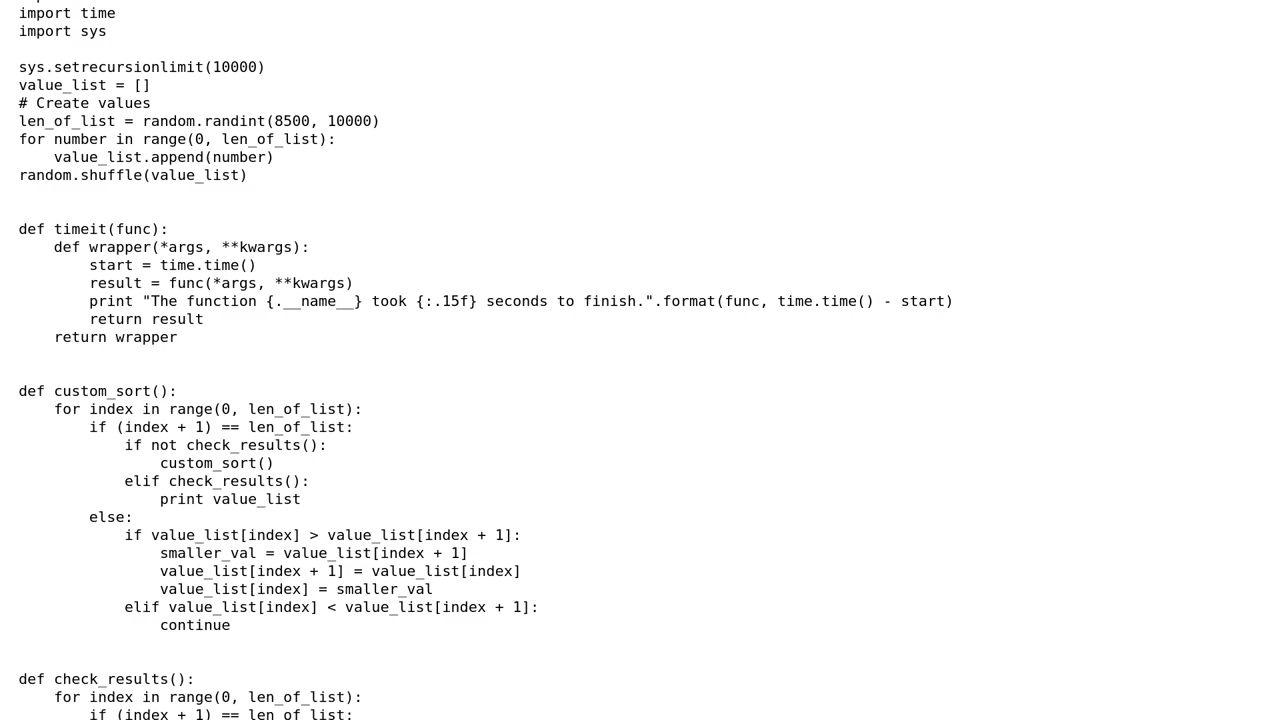 import time
import sys

sys.setrecursionlimit(10000)
value_list = []
# Create values
len_of_list = random.randint(8500, 10000)
for number in range(0, len_of_list):
    value_list.append(number)
random.shuffle(value_list)


def timeit(func):
    def wrapper(*args, **kwargs):
        start = time.time()
        result = func(*args, **kwargs)
        print "The function {.__name__} took {:.15f} seconds to finish.".format(func, time.time() - start)
        return result
    return wrapper


def custom_sort():
    for index in range(0, len_of_list):
        if (index + 1) == len_of_list:
            if not check_results():
                custom_sort()
            elif check_results():
                print value_list
        else:
            if value_list[index] > value_list[index + 1]:
                smaller_val = value_list[index + 1]
                value_list[index + 1] = value_list[index]
                value_list[index] = smaller_val
            elif value_list[index] < value_list[index + 1]:
                continue


def check_results():
    for index in range(0, len_of_list):
        if (index + 1) == len_of_list: